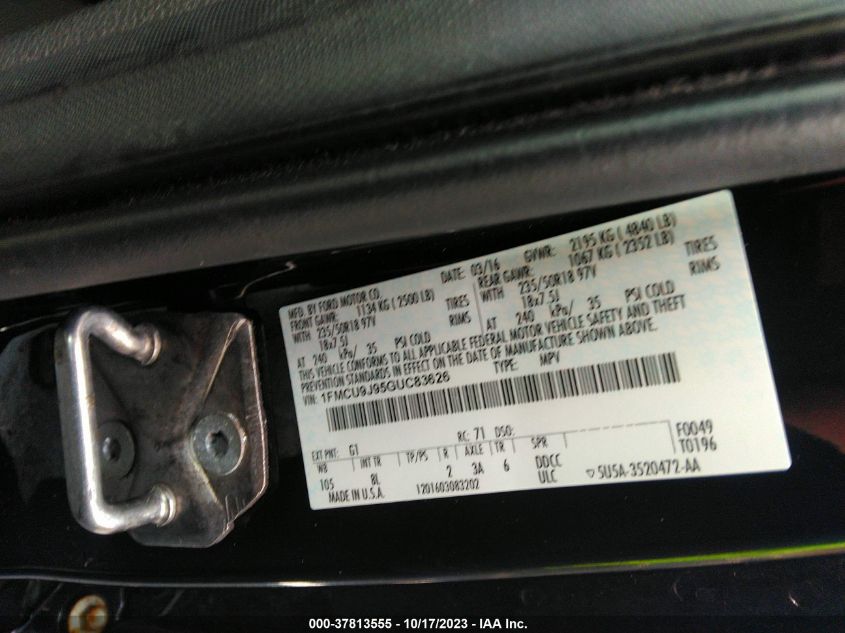 MFD. BY FORD MOTOR CO.
DATE: 03/16 GVWR: 2195 KG ( 4840 LB)
FRONT GAWR: 1134 KG ( 2500 LB) REAR GAWR: 1067 KG ( 2352 LB)
WITH 235/50R18 97V TIRES WITH 235/50R18 97V TIRES
18x7.5J RIMS 18x7.5J RIMS
AT 240 kPa/ 35 PSI COLD AT 240 kPa/ 35 PSI COLD
THIS VEHICLE CONFORMS TO ALL APPLICABLE FEDERAL MOTOR VEHICLE SAFETY AND THEFT
PREVENTION STANDARDS IN EFFECT ON THE DATE OF MANUFACTURE SHOWN ABOVE.
VIN: 1FMCU9J95GUC83626 TYPE: MPV
EXT PNT: G1 RC: 71 DSO:
WB INT TR TP/PS R AXLE TR SPR F0049
105 8L 2 3A 6 DDCC T0196
MADE IN U.S.A. 1201603083202 ULC 5U5A-3520472-AA
000-37813555 - 10/17/2023 - IAA Inc.